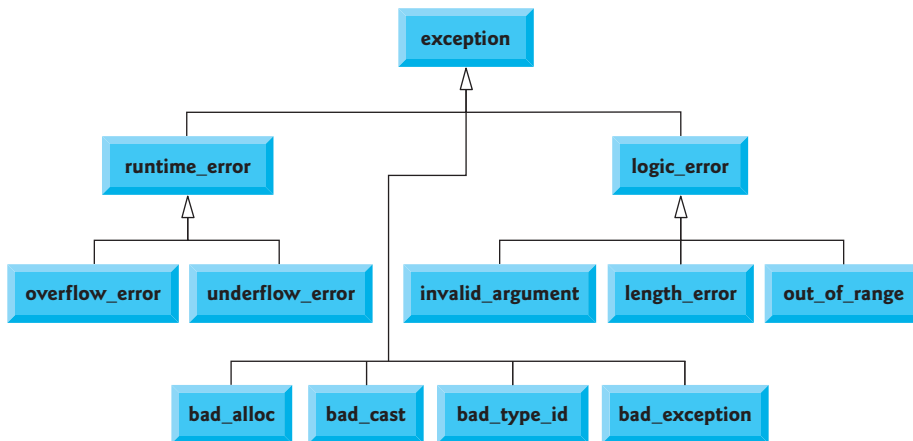 exception
runtime_error
logic_error
overflow_error
underflow_error
invalid_argument
length_error
out_of_range
bad_alloc
bad_cast
bad_type_id
bad_exception